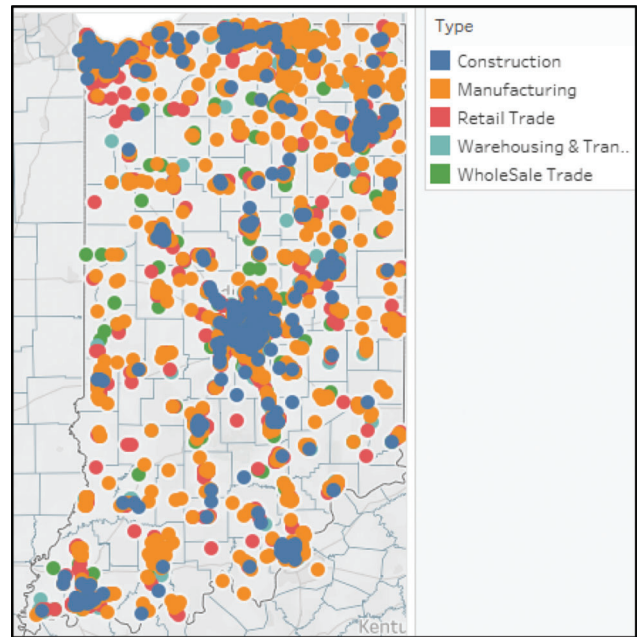 Type
Construction
Manufacturing
Retail Trade
Warehousing & Tran..
WholeSale Trade
Kentu